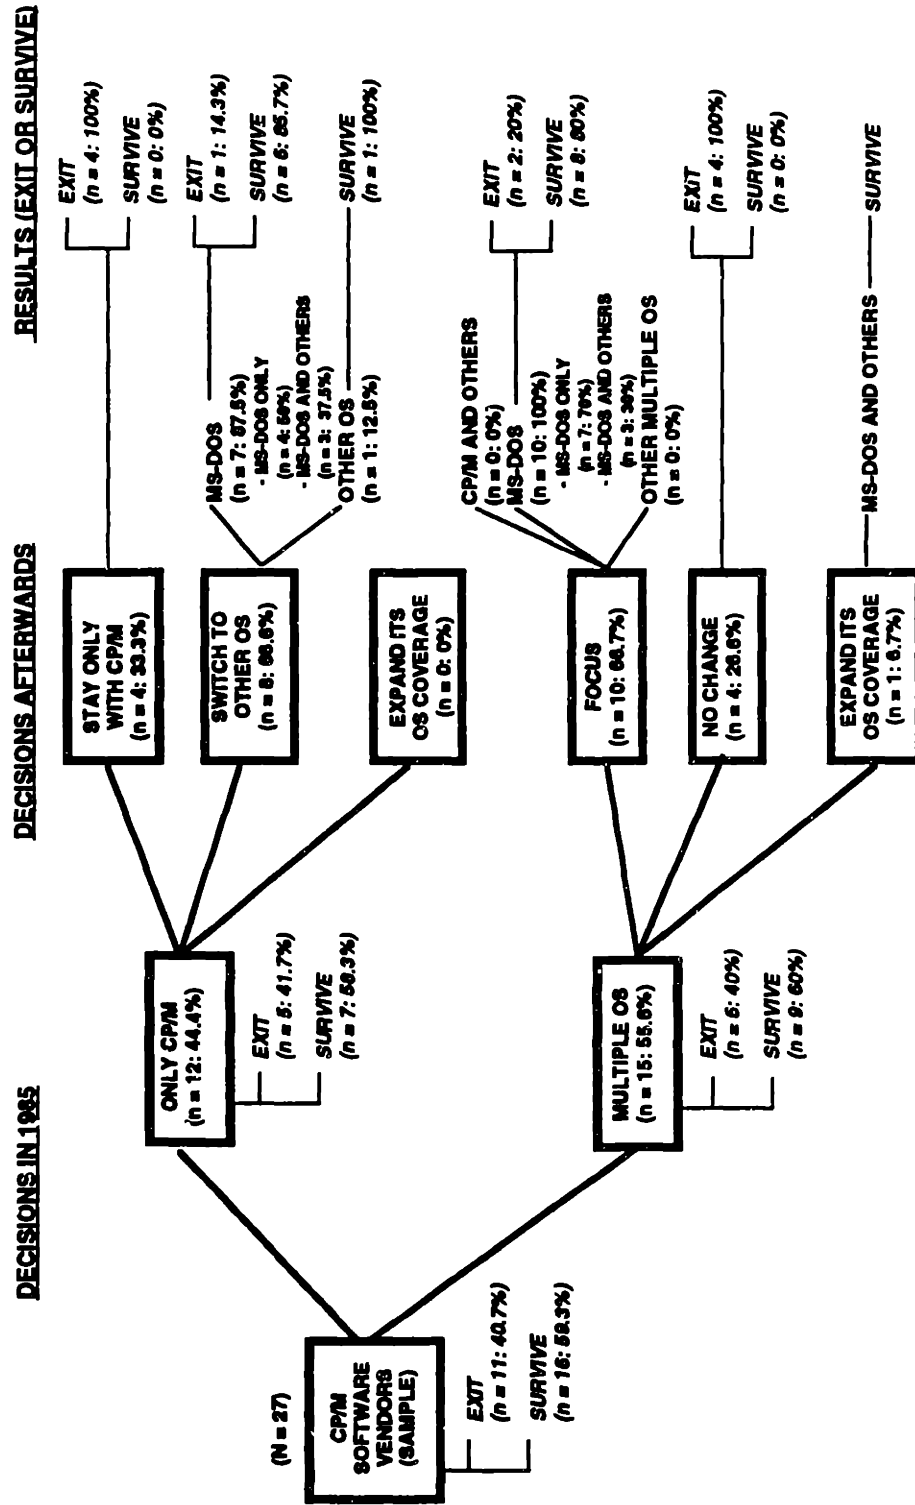 DECISIONS IN 1985
DECISIONS AFTERWARDS
RESULTS (EXIT OR SURVIVE)
(N = 27)
CP/M
SOFTWARE
VENDORS
(SAMPLE)
EXIT
(n = 11: 40.7%)
SURVIVE
(n = 16: 59.3%)
ONLY CP/M
(n = 12: 44.4%)
EXIT
(n = 5: 41.7%)
SURVIVE
(n = 7: 58.3%)
MULTIPLE OS
(n = 15: 55.6%)
EXIT
(n = 6: 40%)
SURVIVE
(n = 9: 60%)
STAY ONLY
WITH CP/M
(n = 4: 33.3%)
EXIT
(n = 4: 100%)
SURVIVE
(n = 0: 0%)
SWITCH TO
OTHER OS
(n = 8: 66.6%)
MS-DOS
(n = 7: 87.5%)
- MS-DOS ONLY
(n = 4: 50%)
- MS-DOS AND OTHERS
(n = 3: 37.5%)
OTHER OS
(n = 1: 12.5%)
EXIT
(n = 1: 14.3%)
SURVIVE
(n = 6: 85.7%)
SURVIVE
(n = 1: 100%)
EXPAND ITS
OS COVERAGE
(n = 0: 0%)
FOCUS
(n = 10: 66.7%)
CP/M AND OTHERS
(n = 0: 0%)
MS-DOS
(n = 10: 100%)
- MS-DOS ONLY
(n = 7: 70%)
- MS-DOS AND OTHERS
(n = 3: 30%)
OTHER MULTIPLE OS
(n = 0: 0%)
EXIT
(n = 2: 20%)
SURVIVE
(n = 8: 80%)
NO CHANGE
(n = 4: 26.6%)
EXIT
(n = 4: 100%)
SURVIVE
(n = 0: 0%)
EXPAND ITS
OS COVERAGE
(n = 1: 6.7%)
MS-DOS AND OTHERS
SURVIVE